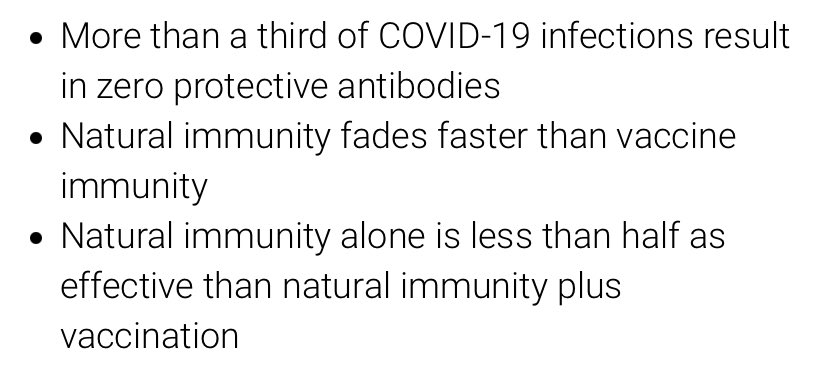 • More than a third of COVID-19 infections result
in zero protective antibodies
• Natural immunity fades faster than vaccine
immunity
• Natural immunity alone is less than half as
effective than natural immunity plus
vaccination